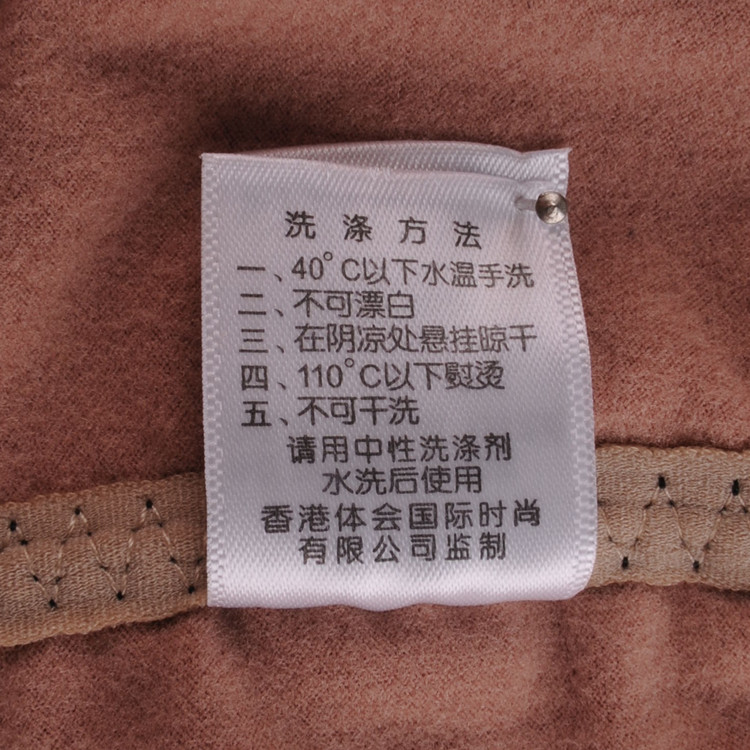 洗涤方法
一、40°C以下水温手洗
二、不可漂白
三、在阴凉处悬挂晾干
四、110°C以下熨烫
五、不可干洗
请用中性洗涤剂
水洗后使用
香港体会国际时尚
有限公司监制